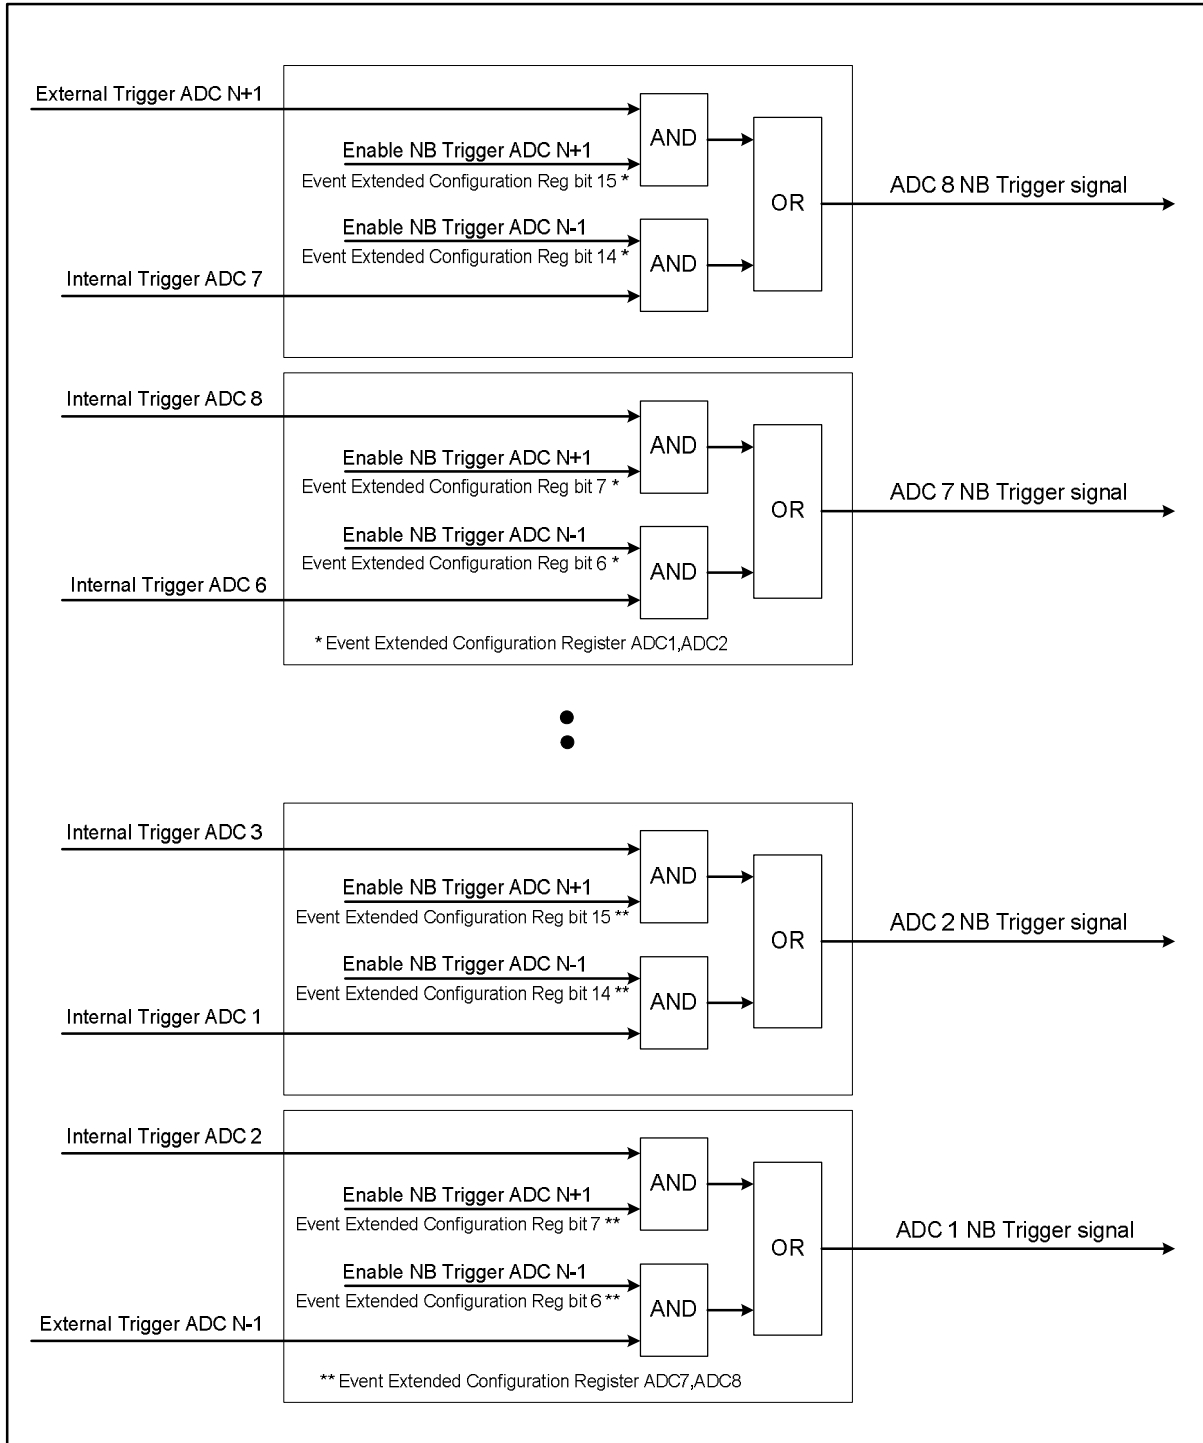 External Trigger ADC N+1
Enable NB Trigger ADC N+1
Event Extended Configuration Reg bit 15 *
AND
Enable NB Trigger ADC N-1
Event Extended Configuration Reg bit 14 *
AND
Internal Trigger ADC 7
OR
ADC 8 NB Trigger signal
Internal Trigger ADC 8
Enable NB Trigger ADC N+1
Event Extended Configuration Reg bit 7 *
AND
Enable NB Trigger ADC N-1
Event Extended Configuration Reg bit 6 *
AND
Internal Trigger ADC 6
OR
ADC 7 NB Trigger signal
* Event Extended Configuration Register ADC1,ADC2
Internal Trigger ADC 3
Enable NB Trigger ADC N+1
Event Extended Configuration Reg bit 15 **
AND
Enable NB Trigger ADC N-1
Event Extended Configuration Reg bit 14 **
AND
Internal Trigger ADC 1
OR
ADC 2 NB Trigger signal
Internal Trigger ADC 2
Enable NB Trigger ADC N+1
Event Extended Configuration Reg bit 7 **
AND
Enable NB Trigger ADC N-1
Event Extended Configuration Reg bit 6 **
AND
External Trigger ADC N-1
OR
ADC 1 NB Trigger signal
** Event Extended Configuration Register ADC7,ADC8